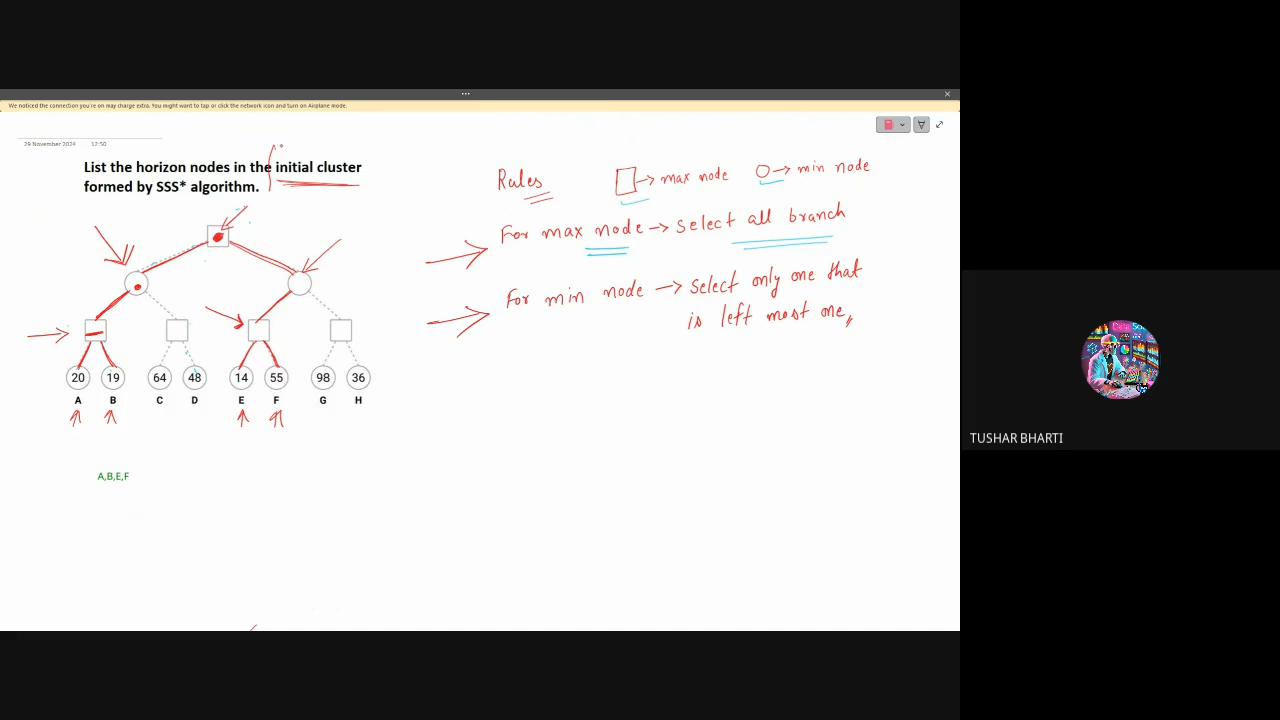 We noticed the connection you're on may charge extra. You might want to tap or click the network icon and turn on Airplane mode.
29 November 2024 12:50
List the horizon nodes in the initial cluster
formed by SSS* algorithm.
Rules
→ max node
→ min node
For max node → select all branch
For min node → select only one that
is left most one,,
20 19 64 48 14 55 98 36
A B C D E F G H
A,B,E,F
TUSHAR BHARTI